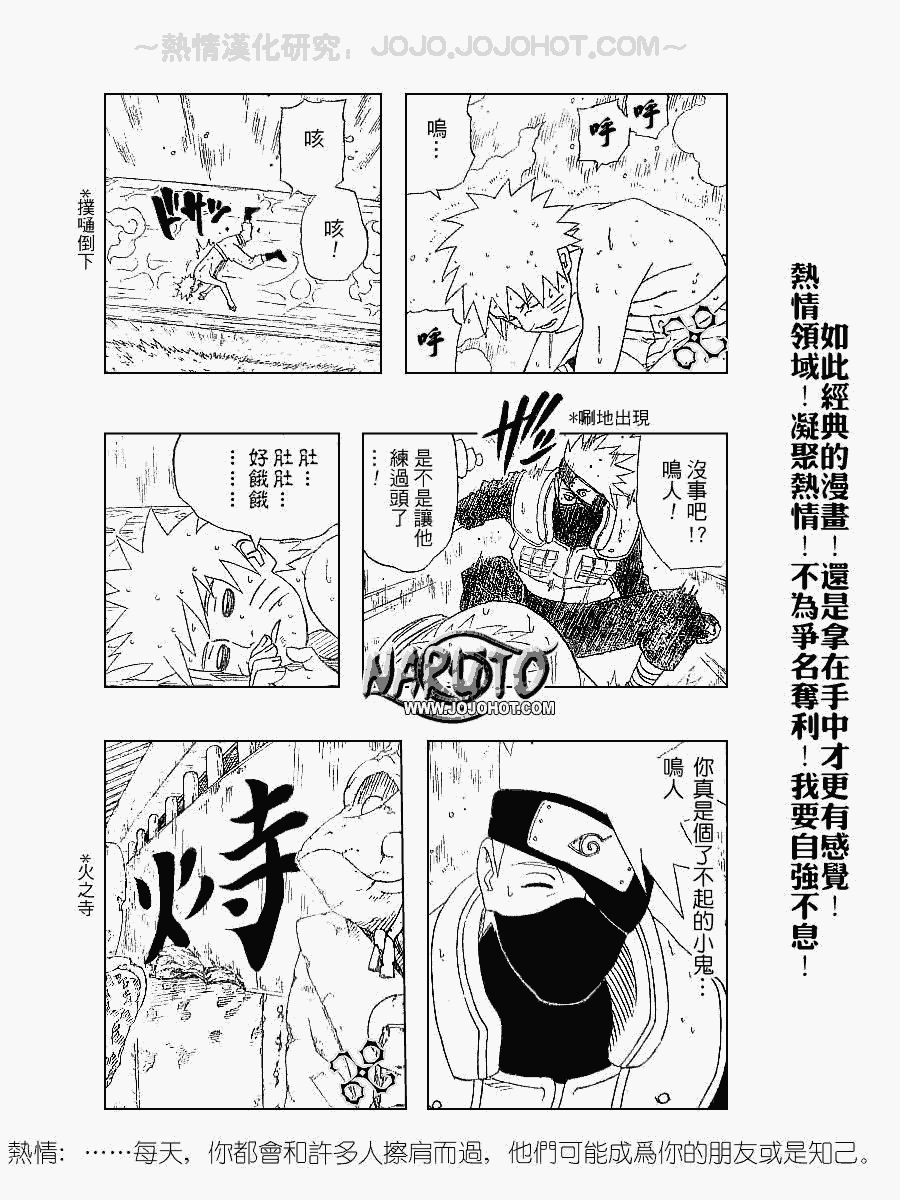 ～熱情漢化研究：JOJO.JOJOHOT.COM～
呼
呼
嗚…
呼
咳
咳！
ドサッ
*撲嗵倒下
*唰地出現
沒事吧!?
鳴人！
是不是讓他
練過頭了
…！
肚…
肚肚…
好餓餓
……
NARUTO
WWW.JOJOHOT.COM
你真是個了不起的小鬼…
鳴人
*火之寺
如此經典的漫畫！還是拿在手中才更有感覺！
熱情領域！凝聚熱情！不為爭名奪利！我要自強不息！
熱情：……每天，你都會和許多人擦肩而過，他們可能成爲你的朋友或是知己。